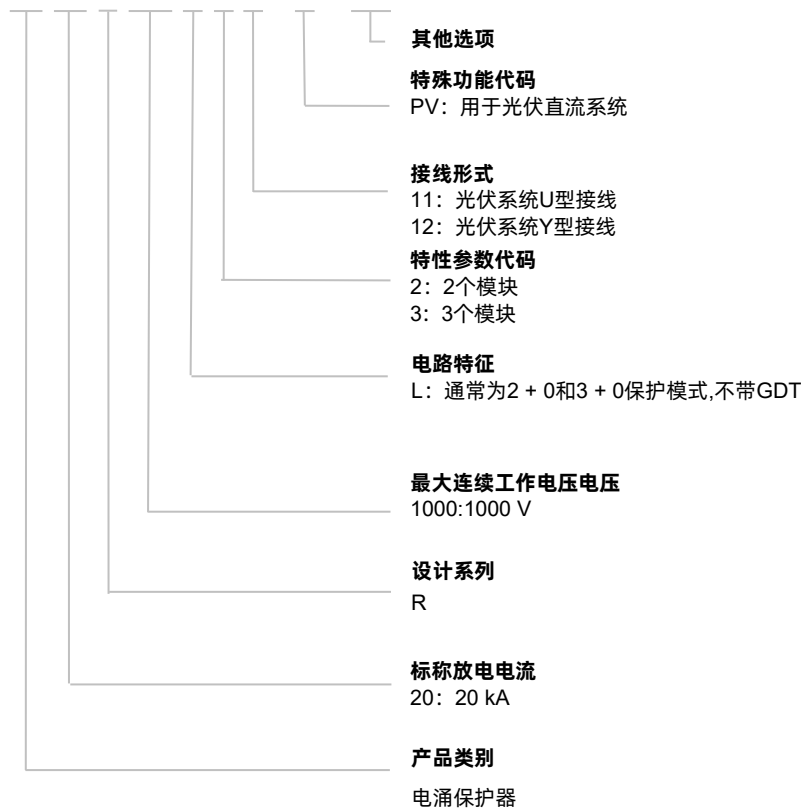 其他选项
特殊功能代码
PV：用于光伏直流系统
接线形式
11：光伏系统U型接线
12：光伏系统Y型接线
特性参数代码
2：2个模块
3：3个模块
电路特征
L：通常为2 + 0和3 + 0保护模式,不带GDT
最大连续工作电压电压
1000:1000 V
设计系列
R
标称放电电流
20：20 kA
产品类别
电涌保护器